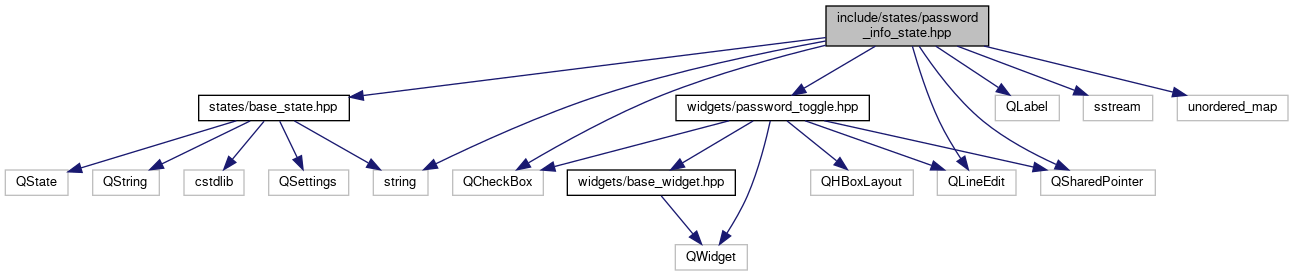 include/states/password
_info_state.hpp
states/base_state.hpp
widgets/password_toggle.hpp
QLabel
sstream
unordered_map
QState
QString
cstdlib
QSettings
string
QCheckBox
widgets/base_widget.hpp
QHBoxLayout
QLineEdit
QSharedPointer
QWidget